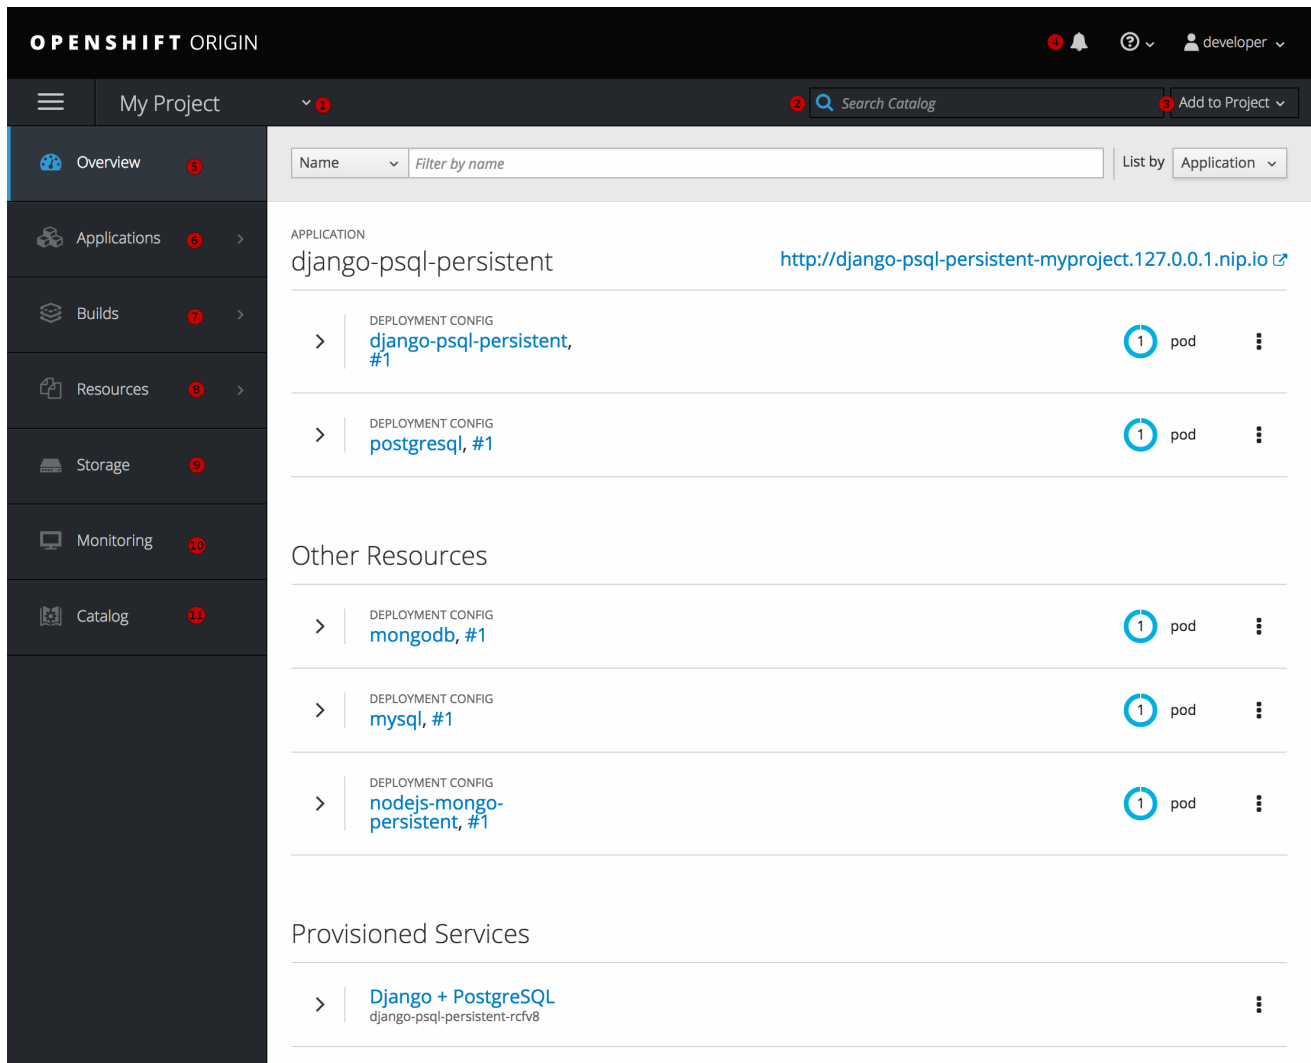 OPENSHIFT ORIGIN
4
developer
My Project
1
2
Search Catalog
3
Add to Project
Overview
5
Name
Filter by name
List by
Application
Applications
6
APPLICATION
django-psql-persistent
http://django-psql-persistent-myproject.127.0.0.1.nip.io
Builds
7
DEPLOYMENT CONFIG
django-psql-persistent,
#1
1
pod
Resources
8
DEPLOYMENT CONFIG
postgresql, #1
1
pod
Storage
9
Monitoring
10
Other Resources
Catalog
11
DEPLOYMENT CONFIG
mongodb, #1
1
pod
DEPLOYMENT CONFIG
mysql, #1
1
pod
DEPLOYMENT CONFIG
nodejs-mongo-
persistent, #1
1
pod
Provisioned Services
Django + PostgreSQL
django-psql-persistent-rcfv8